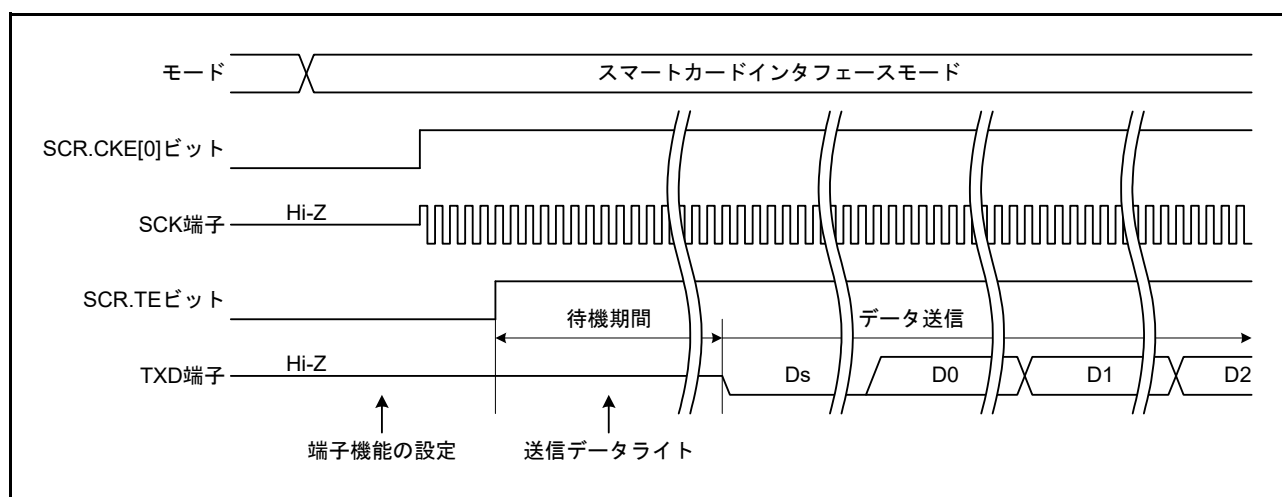 モード
スマートカードインタフェースモード
SCR.CKE[0]ビット
SCK端子
Hi-Z
SCR.TEビット
待機期間
データ送信
TXD端子
Hi-Z
Ds
D0
D1
D2
端子機能の設定
送信データライト